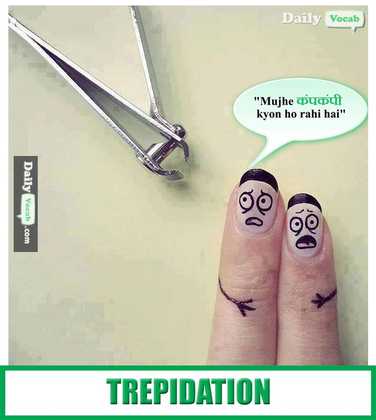 Daily Vocab
"Mujhe कंपकंपी
kyon ho rahi hai"
Daily Vocab.com
TREPIDATION